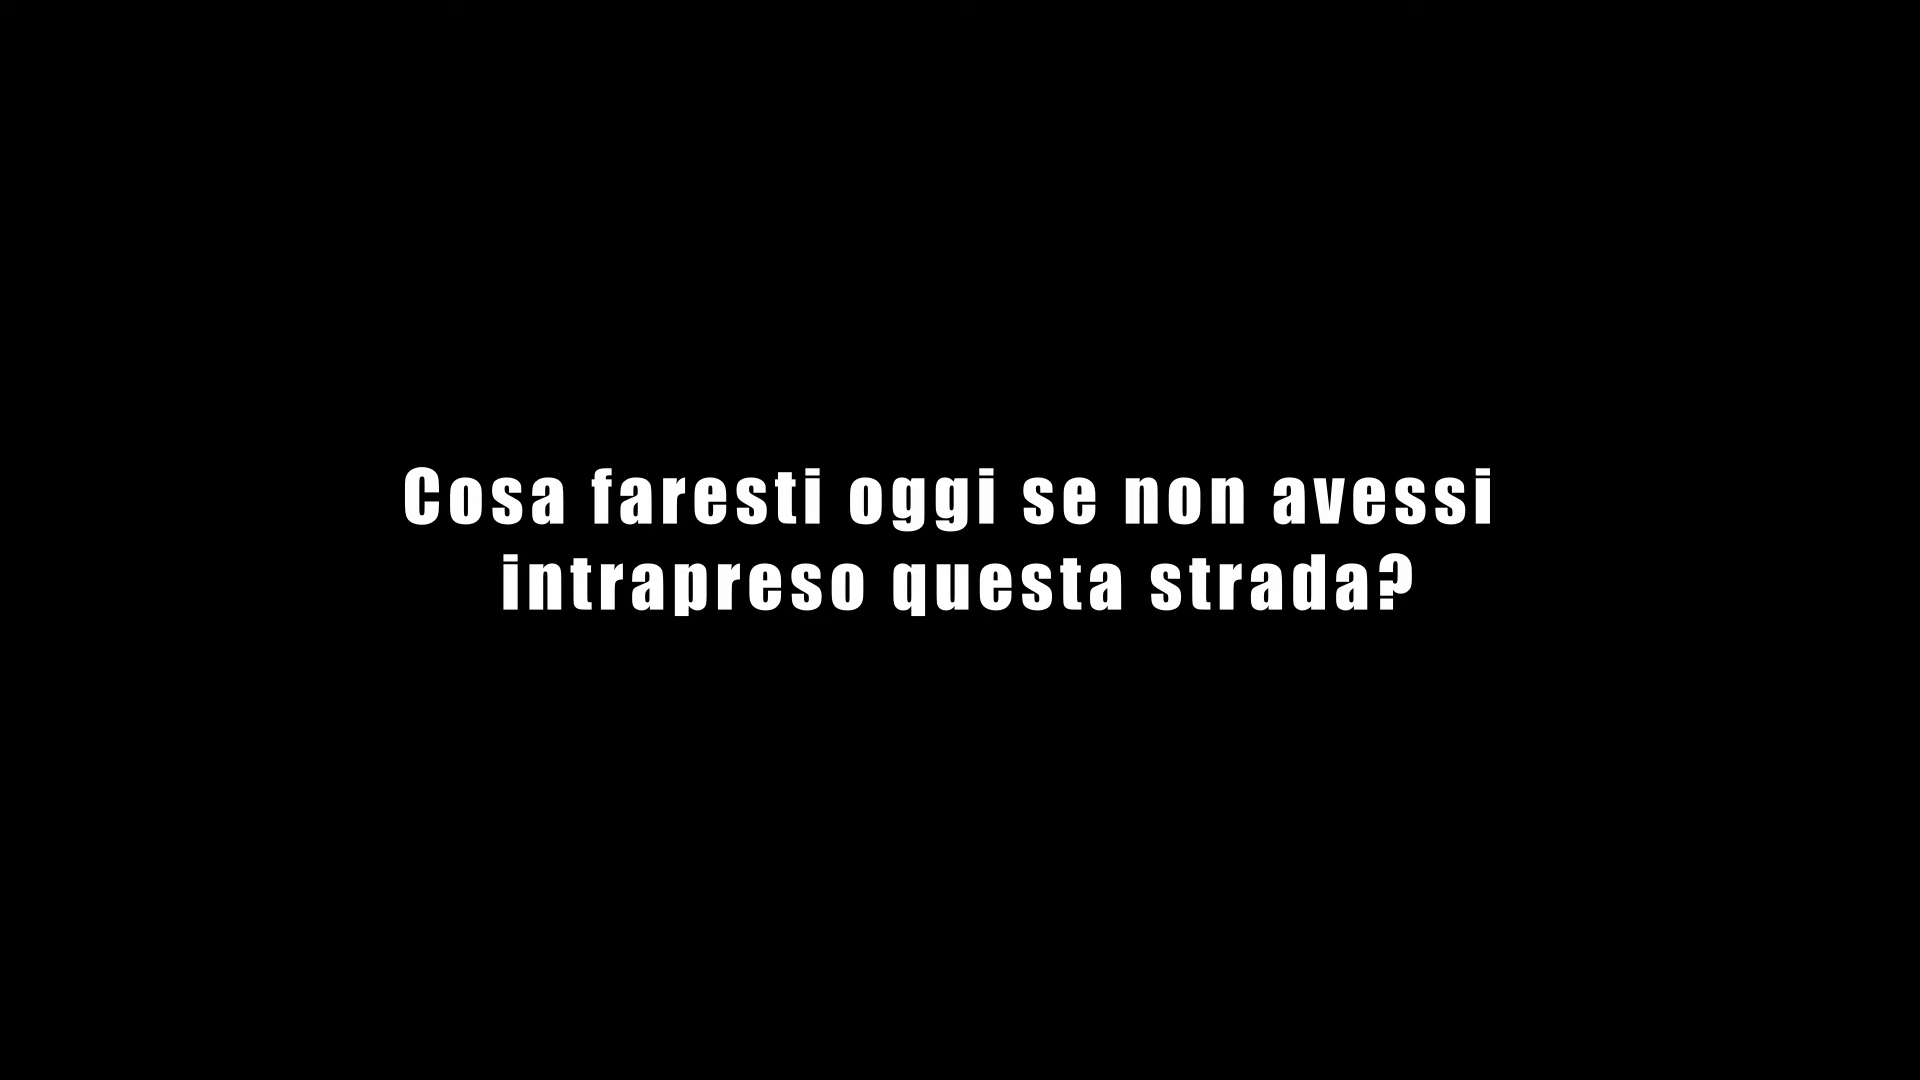 Cosa faresti oggi se non avessi
intrapreso questa strada?